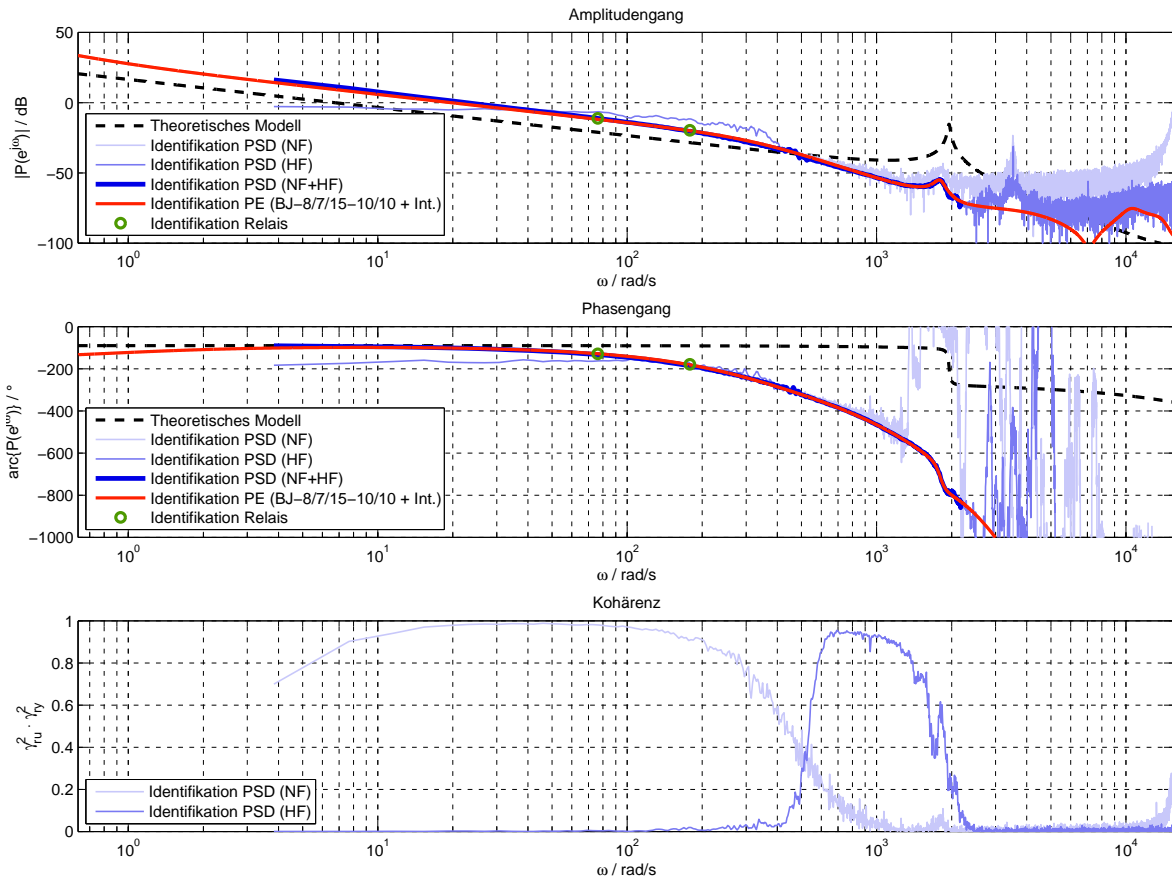 Amplitudengang
|P(e^{jω})| / dB
50
0
−50
−100
Theoretisches Modell
Identifikation PSD (NF)
Identifikation PSD (HF)
Identifikation PSD (NF+HF)
Identifikation PE (BJ−8/7/15−10/10 + Int.)
Identifikation Relais
10^0 10^1 10^2 10^3 10^4
ω / rad/s
Phasengang
arc{P(e^{jω})} / °
0
−200
−400
−600
−800
−1000
Theoretisches Modell
Identifikation PSD (NF)
Identifikation PSD (HF)
Identifikation PSD (NF+HF)
Identifikation PE (BJ−8/7/15−10/10 + Int.)
Identifikation Relais
10^0 10^1 10^2 10^3 10^4
ω / rad/s
Kohärenz
γ²_{ru} · γ²_{ry}
1
0.8
0.6
0.4
0.2
0
Identifikation PSD (NF)
Identifikation PSD (HF)
10^0 10^1 10^2 10^3 10^4
ω / rad/s